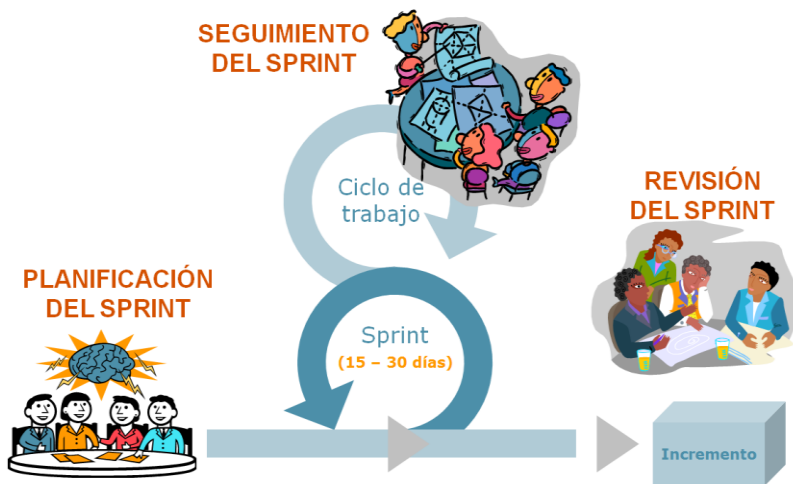 SEGUIMIENTO
DEL SPRINT
Ciclo de
trabajo
REVISIÓN
DEL SPRINT
PLANIFICACIÓN
DEL SPRINT
Sprint
(15 – 30 días)
Incremento